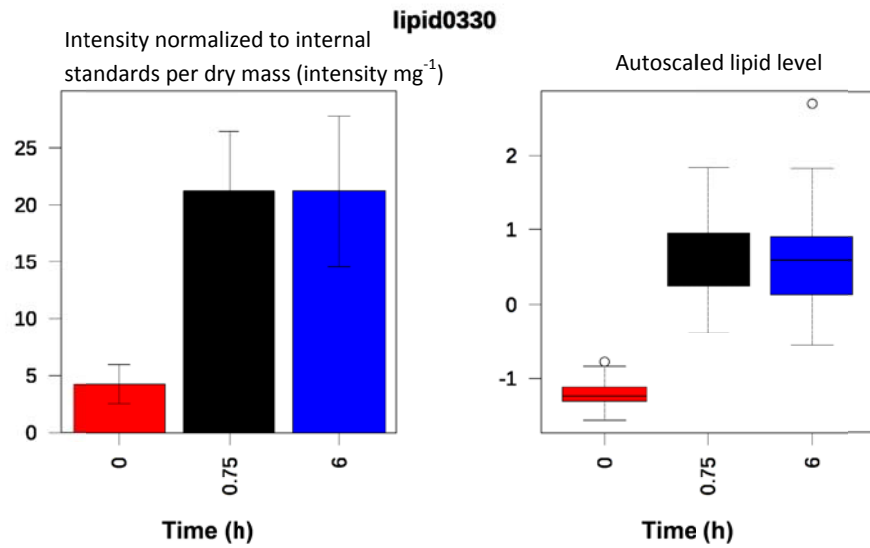 lipid0330
Intensity normalized to internal
standards per dry mass (intensity mg⁻¹)
25
20
15
10
5
0
0
0.75
6
Time (h)
Autoscaled lipid level
2
1
0
-1
0
0.75
6
Time (h)